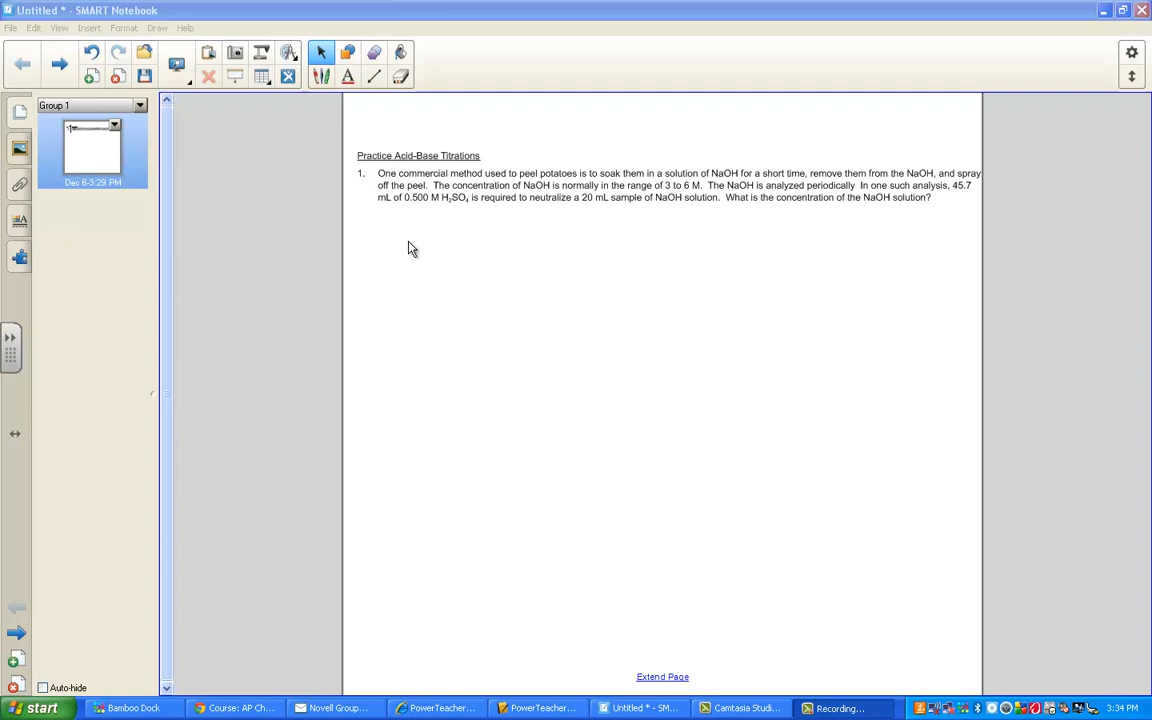 Untitled * - SMART Notebook
File Edit View Insert Format Draw Help
Group 1
Dec 6-3:29 PM
Practice Acid-Base Titrations
1. One commercial method used to peel potatoes is to soak them in a solution of NaOH for a short time, remove them from the NaOH, and spray
off the peel. The concentration of NaOH is normally in the range of 3 to 6 M. The NaOH is analyzed periodically In one such analysis, 45.7
mL of 0.500 M H₂SO₄ is required to neutralize a 20 mL sample of NaOH solution. What is the concentration of the NaOH solution?
Extend Page
Auto-hide
start Bamboo Dock Course: AP Ch... Novell Group... PowerTeacher... PowerTeacher... Untitled * - SM... Camtasia Studi... Recording... 3:34 PM